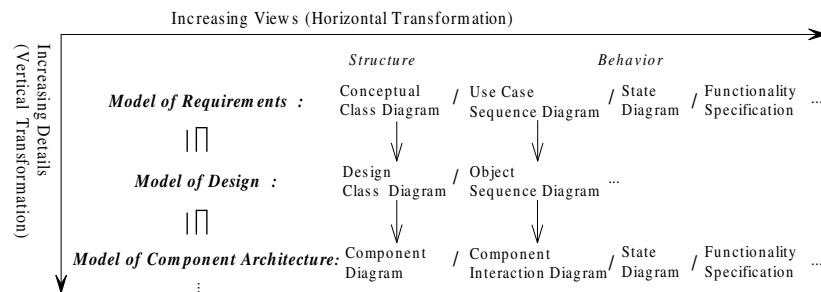 Increasing Views (Horizontal Transformation)
Increasing Details
(Vertical Transformation)
Structure
Behavior
Model of Requirements :
Conceptual
Class Diagram
/
Use Case
Sequence Diagram
/
State
Diagram
/
Functionality
Specification
...
Model of Design :
Design
Class Diagram
/
Object
Sequence Diagram
...
Model of Component Architecture:
Component
Diagram
/
Component
Interaction Diagram
/
State
Diagram
/
Functionality
Specification
...
...